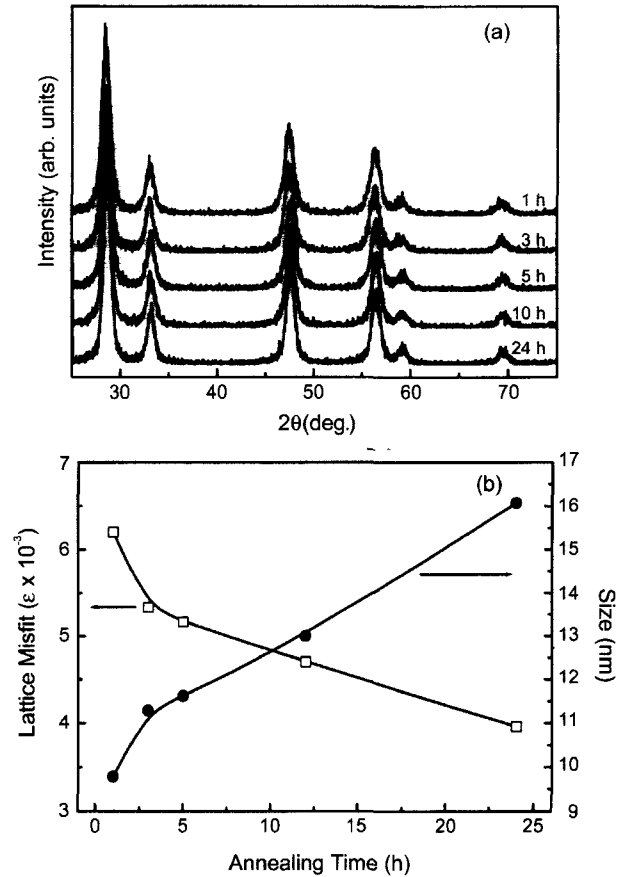 (a)
Intensity (arb. units)
1 h
3 h
5 h
10 h
24 h
30 40 50 60 70
2θ(deg.)
(b)
7
6
5
4
3
Lattice Misfit (ε x 10⁻³)
17
16
15
14
13
12
11
10
9
Size (nm)
0 5 10 15 20 25
Annealing Time (h)